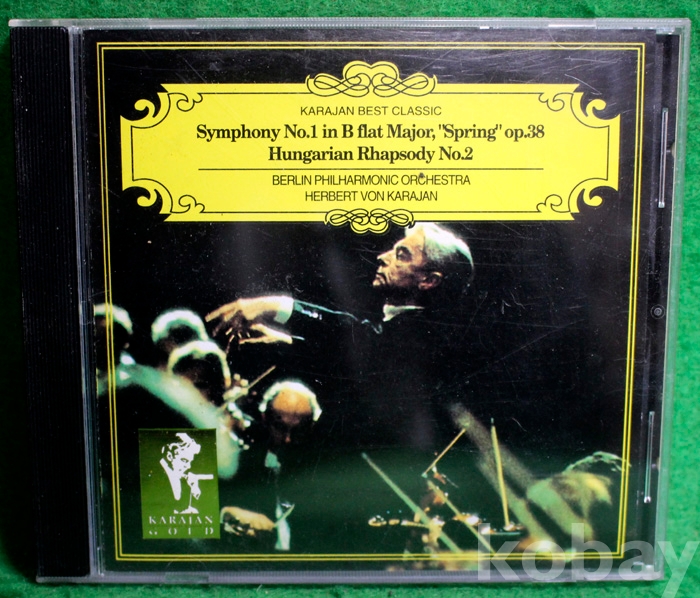 KARAJAN BEST CLASSIC
Symphony No.1 in B flat Major,"Spring" op.38
Hungarian Rhapsody No.2
BERLIN PHILHARMONIC ORCHESTRA
HERBERT VON KARAJAN
KARAJAN
GOLD
kobay